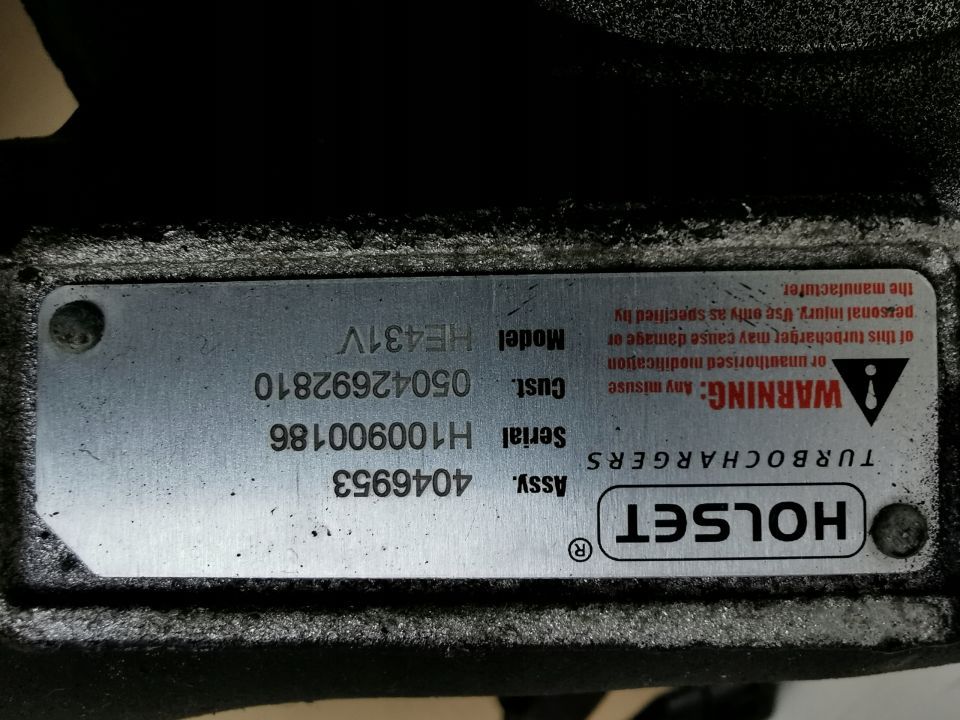 HOLSET®
TURBOCHARGERS
WARNING: Any misuse
or unauthorised modification
of this turbocharger may cause damage or
personal injury. Use only as specified by
the manufacturer.
Assy. 4046953
Serial H100900186
Cust. 05042692810
Model HE431V